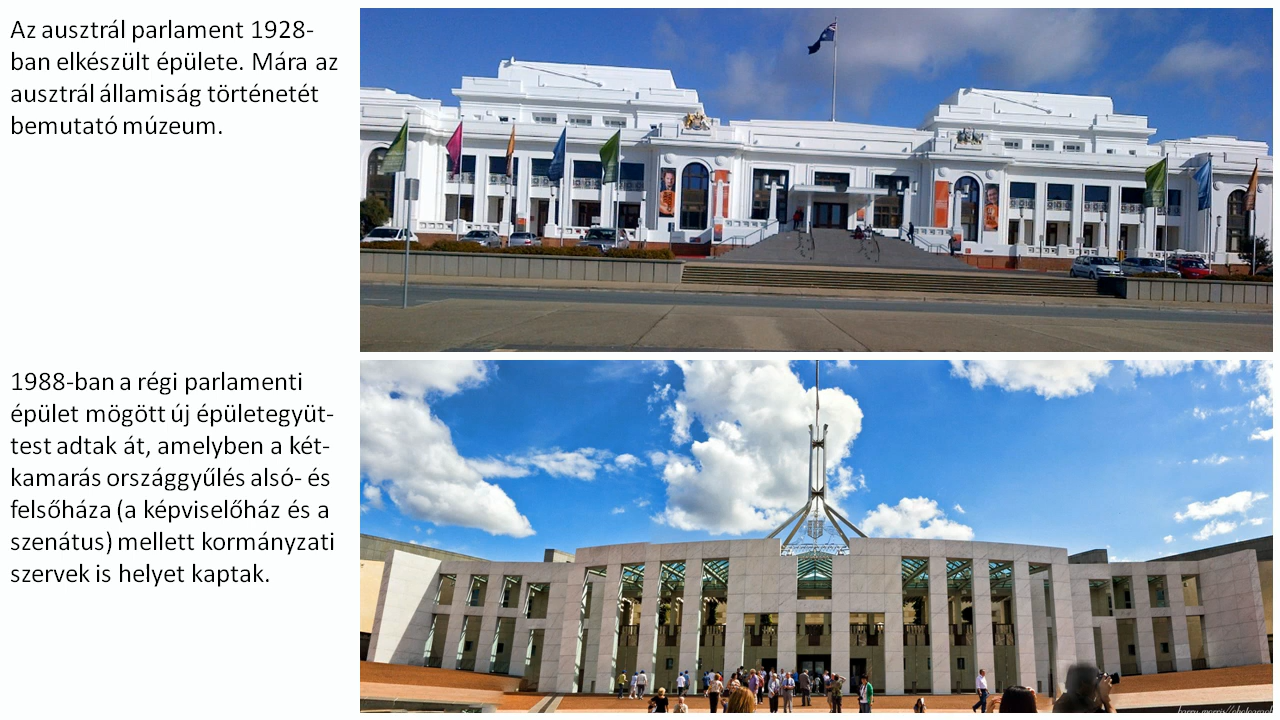 Az ausztrál parlament 1928-
ban elkészült épülete. Mára az
ausztrál államiság történetét
bemutató múzeum.
1988-ban a régi parlamenti
épület mögött új épületegyüt-
test adtak át, amelyben a két-
kamarás országgyűlés alsó- és
felsőháza (a képviselőház és a
szenátus) mellett kormányzati
szervek is helyet kaptak.